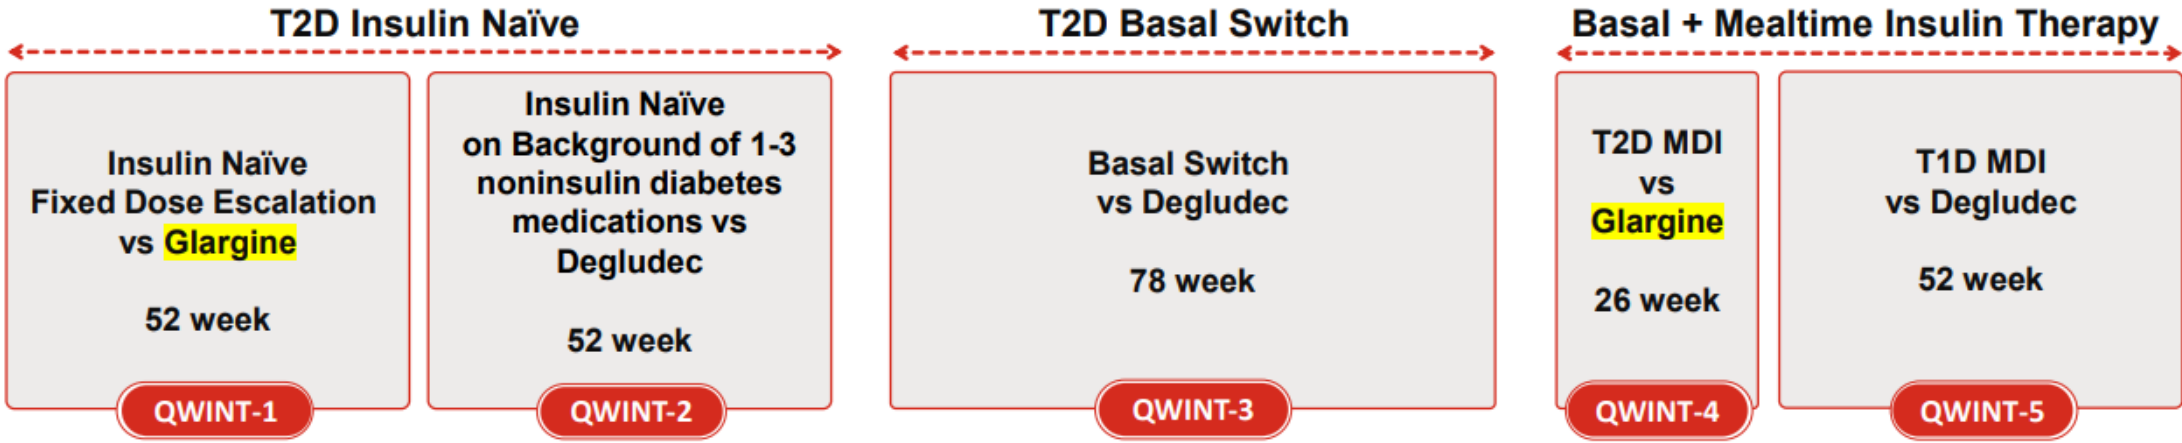 T2D Insulin Naïve
Insulin Naïve
Fixed Dose Escalation
vs Glargine
52 week
QWINT-1
Insulin Naïve
on Background of 1-3
noninsulin diabetes
medications vs
Degludec
52 week
QWINT-2
T2D Basal Switch
Basal Switch
vs Degludec
78 week
QWINT-3
Basal + Mealtime Insulin Therapy
T2D MDI
vs
Glargine
26 week
QWINT-4
T1D MDI
vs Degludec
52 week
QWINT-5